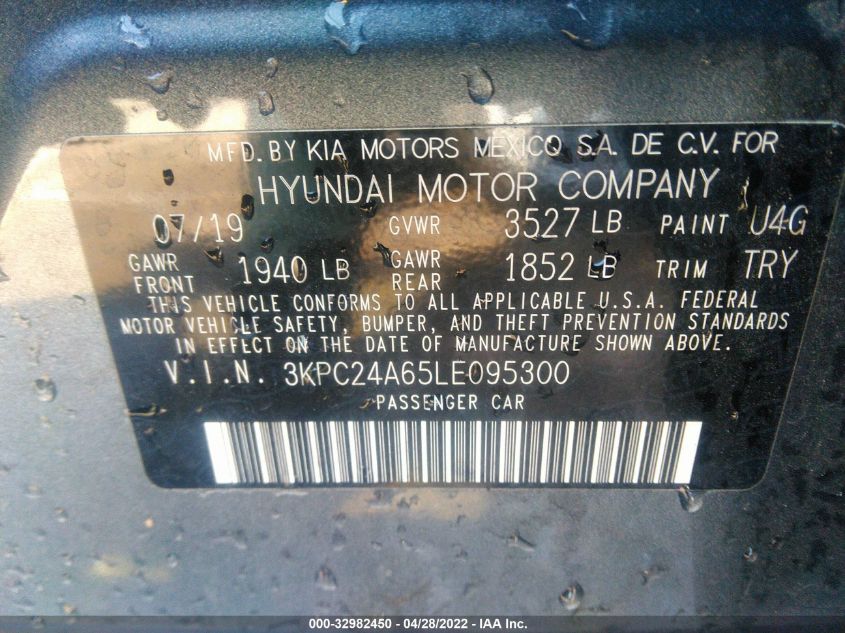 MFD. BY KIA MOTORS MEXICO S.A. DE C.V. FOR
HYUNDAI MOTOR COMPANY
07/19 GVWR 3527 LB PAINT U4G
GAWR FRONT 1940 LB GAWR REAR 1852 LB TRIM TRY
THIS VEHICLE CONFORMS TO ALL APPLICABLE U.S.A. FEDERAL
MOTOR VEHICLE SAFETY, BUMPER, AND THEFT PREVENTION STANDARDS
IN EFFECT ON THE DATE OF MANUFACTURE SHOWN ABOVE.
V.I.N. 3KPC24A65LE095300
PASSENGER CAR
000-32982450 - 04/28/2022 - IAA Inc.